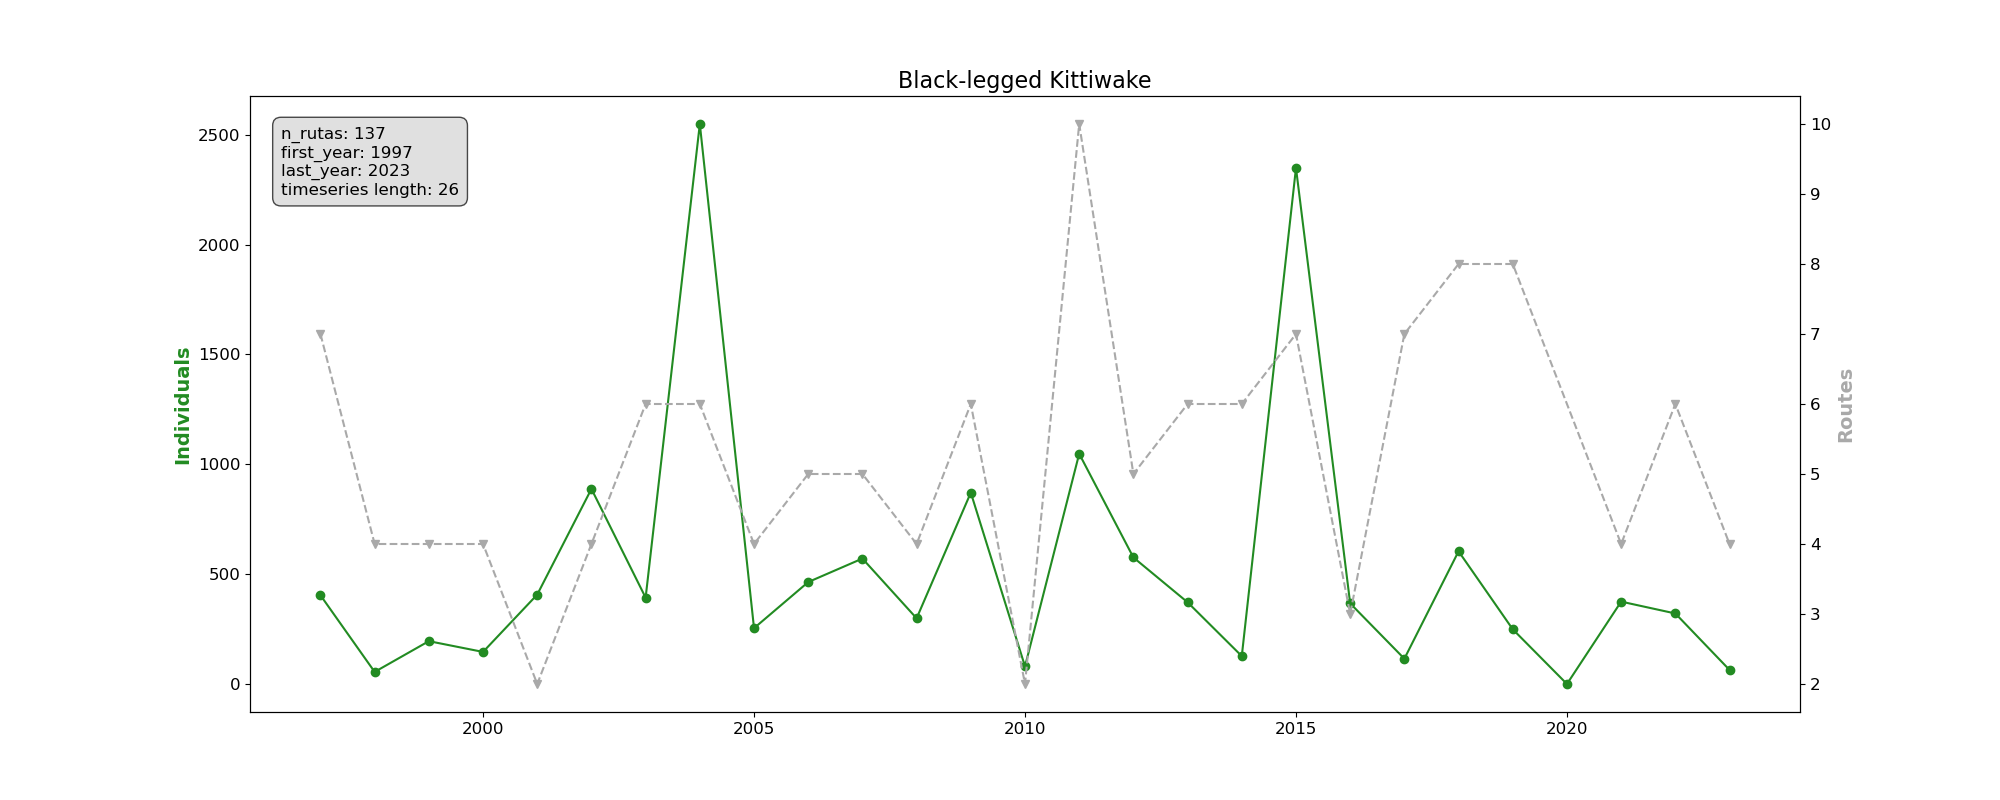 Black-legged Kittiwake
n_rutas: 137
first_year: 1997
last_year: 2023
timeseries length: 26
Individuals
2500
2000
1500
1000
500
0
10
9
8
7
6
5
4
3
2
Routes
2000
2005
2010
2015
2020